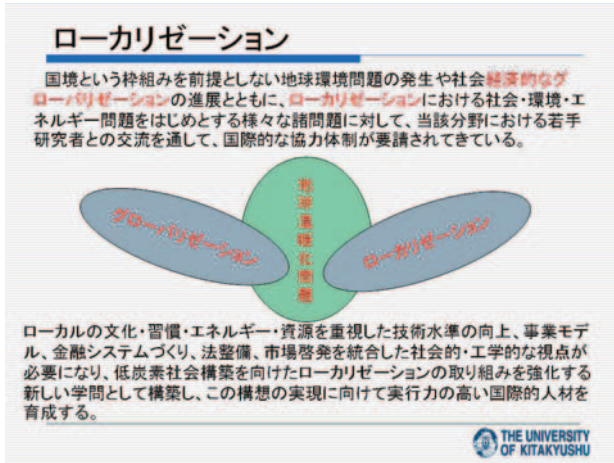 ローカリゼーション
国境という枠組みを前提としない地球環境問題の発生や社会経済的なグ
ローバリゼーションの進展とともに、ローカリゼーションにおける社会・環境・エ
ネルギー問題をはじめとする様々な諸問題に対して、当該分野における若手
研究者との交流を通して、国際的な協力体制が要請されてきている。
グローバリゼーション
地球温暖化問題
ローカリゼーション
ローカルの文化・習慣・エネルギー・資源を重視した技術水準の向上、事業モデ
ル、金融システムづくり、法整備、市場啓発を統合した社会的・工学的な視点が
必要になり、低炭素社会構築を向けたローカリゼーションの取り組みを強化する
新しい学問として構築し、この構想の実現に向けて実行力の高い国際的人材を
育成する。
THE UNIVERSITY
OF KITAKYUSHU